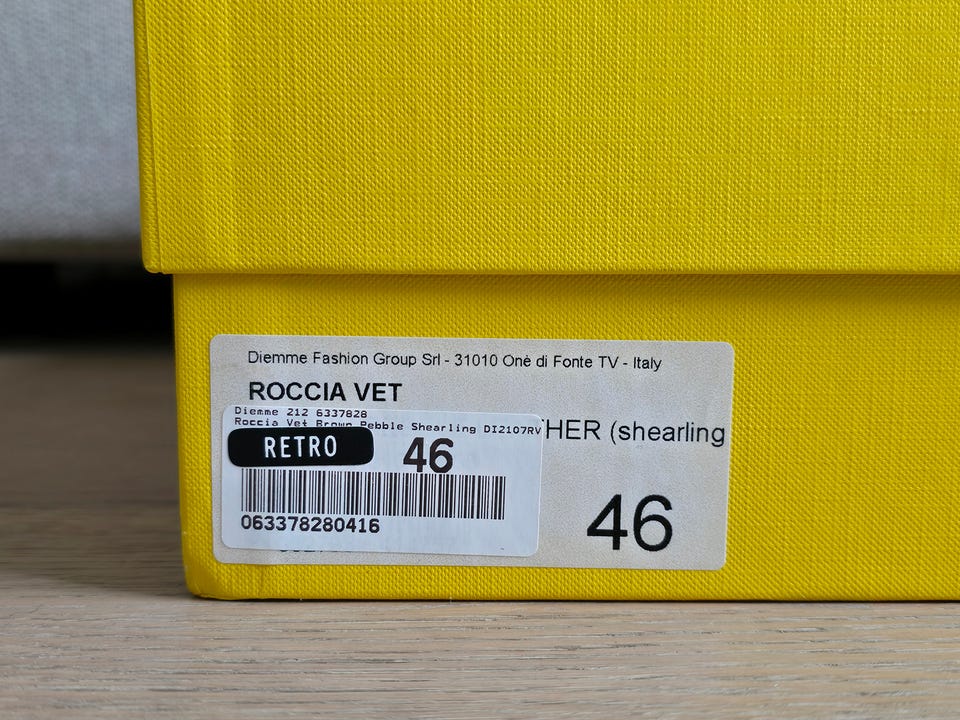 Diemme Fashion Group Srl - 31010 Onè di Fonte TV - Italy
ROCCIA VET
THER (shearling
46
Diemme 212 6337828
Roccia Vet Brown Pebble Shearling DI2107RV
RETRO
46
063378280416